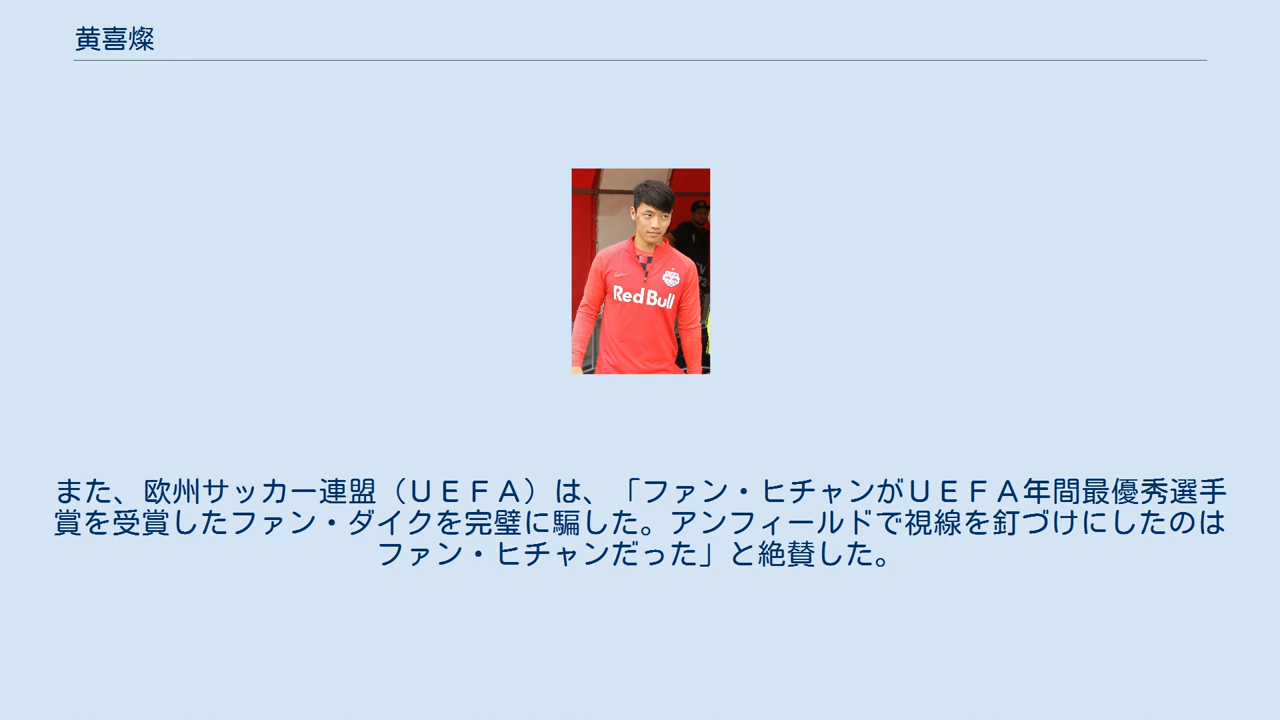 黄喜燦
Red Bull
また、欧州サッカー連盟（ＵＥＦＡ）は、「ファン・ヒチャンがＵＥＦＡ年間最優秀選手
賞を受賞したファン・ダイクを完璧に騙した。アンフィールドで視線を釘づけにしたのは
ファン・ヒチャンだった」と絶賛した。